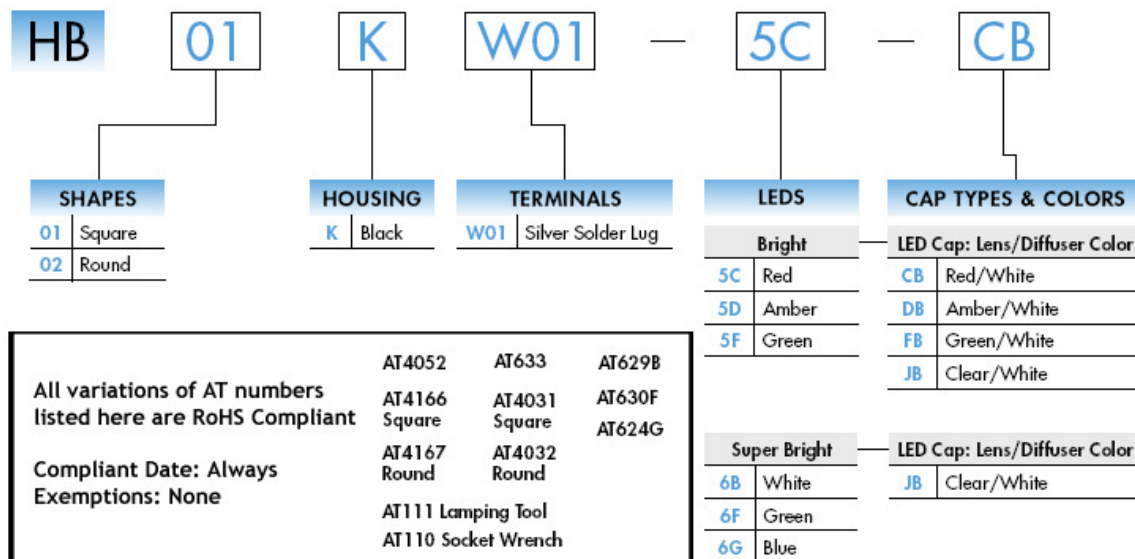 HB 01 K W01 — 5C — CB
SHAPES
01 Square
02 Round
HOUSING
K Black
TERMINALS
W01 Silver Solder Lug
LEDS
Bright
5C Red
5D Amber
5F Green
CAP TYPES & COLORS
LED Cap: Lens/Diffuser Color
CB Red/White
DB Amber/White
FB Green/White
JB Clear/White
Super Bright
6B White
6F Green
6G Blue
LED Cap: Lens/Diffuser Color
JB Clear/White
All variations of AT numbers
listed here are RoHS Compliant
Compliant Date: Always
Exemptions: None
AT4052 AT633 AT629B
AT4166
Square
AT4031
Square
AT630F
AT624G
AT4167
Round
AT4032
Round
AT111 Lamping Tool
AT110 Socket Wrench